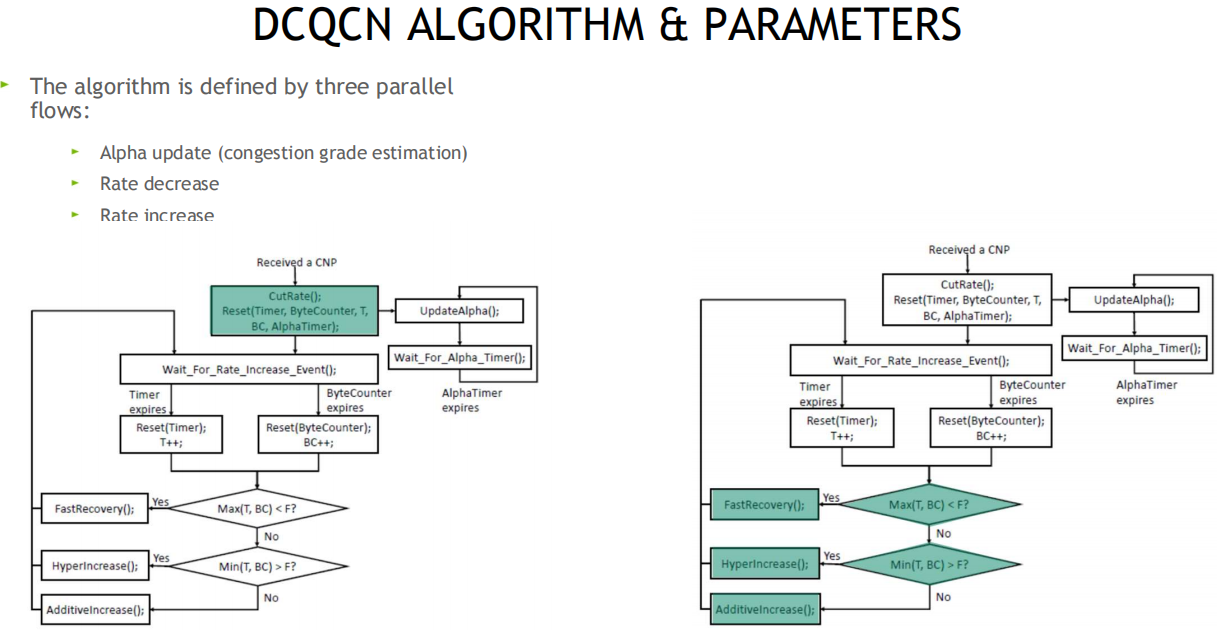 DCQCN ALGORITHM & PARAMETERS
The algorithm is defined by three parallel
flows:
Alpha update (congestion grade estimation)
Rate decrease
Rate increase
Received a CNP
CutRate();
Reset(Timer, ByteCounter, T,
BC, AlphaTimer);
UpdateAlpha();
Wait_For_Alpha_Timer();
AlphaTimer
expires
Wait_For_Rate_Increase_Event();
Timer
expires
ByteCounter
expires
Reset(Timer);
T++;
Reset(ByteCounter);
BC++;
Max(T, BC) < F?
Yes
FastRecovery();
No
Min(T, BC) > F?
Yes
HyperIncrease();
No
AdditiveIncrease();
Received a CNP
CutRate();
Reset(Timer, ByteCounter, T,
BC, AlphaTimer);
UpdateAlpha();
Wait_For_Alpha_Timer();
AlphaTimer
expires
Wait_For_Rate_Increase_Event();
Timer
expires
ByteCounter
expires
Reset(Timer);
T++;
Reset(ByteCounter);
BC++;
Max(T, BC) < F?
Yes
FastRecovery();
No
Min(T, BC) > F?
Yes
HyperIncrease();
No
AdditiveIncrease();